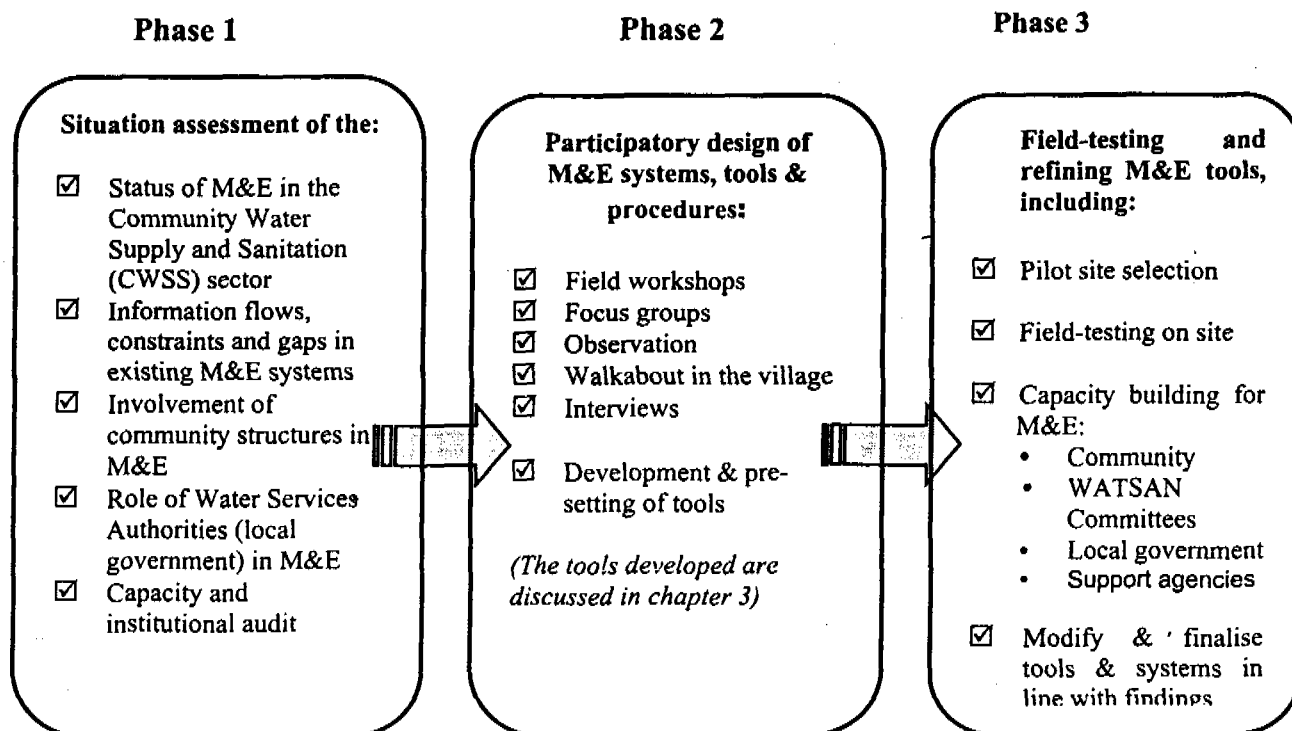 Phase 1
Situation assessment of the:
☑ Status of M&E in the
Community Water
Supply and Sanitation
(CWSS) sector
☑ Information flows,
constraints and gaps in
existing M&E systems
☑ Involvement of
community structures in
M&E
☑ Role of Water Services
Authorities (local
government) in M&E
☑ Capacity and
institutional audit
Phase 2
Participatory design of
M&E systems, tools &
procedures:
☑ Field workshops
☑ Focus groups
☑ Observation
☑ Walkabout in the village
☑ Interviews
☑ Development & pre-
setting of tools
(The tools developed are
discussed in chapter 3)
Phase 3
Field-testing and
refining M&E tools,
including:
☑ Pilot site selection
☑ Field-testing on site
☑ Capacity building for
M&E:
• Community
• WATSAN
Committees
• Local government
• Support agencies
☑ Modify & finalise
tools & systems in
line with findings